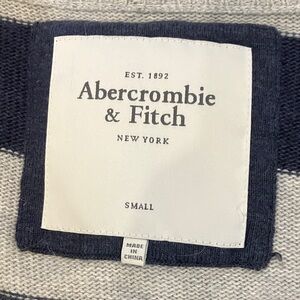 EST. 1892
Abercrombie
& Fitch
NEW YORK
SMALL
MADE
IN
CHINA